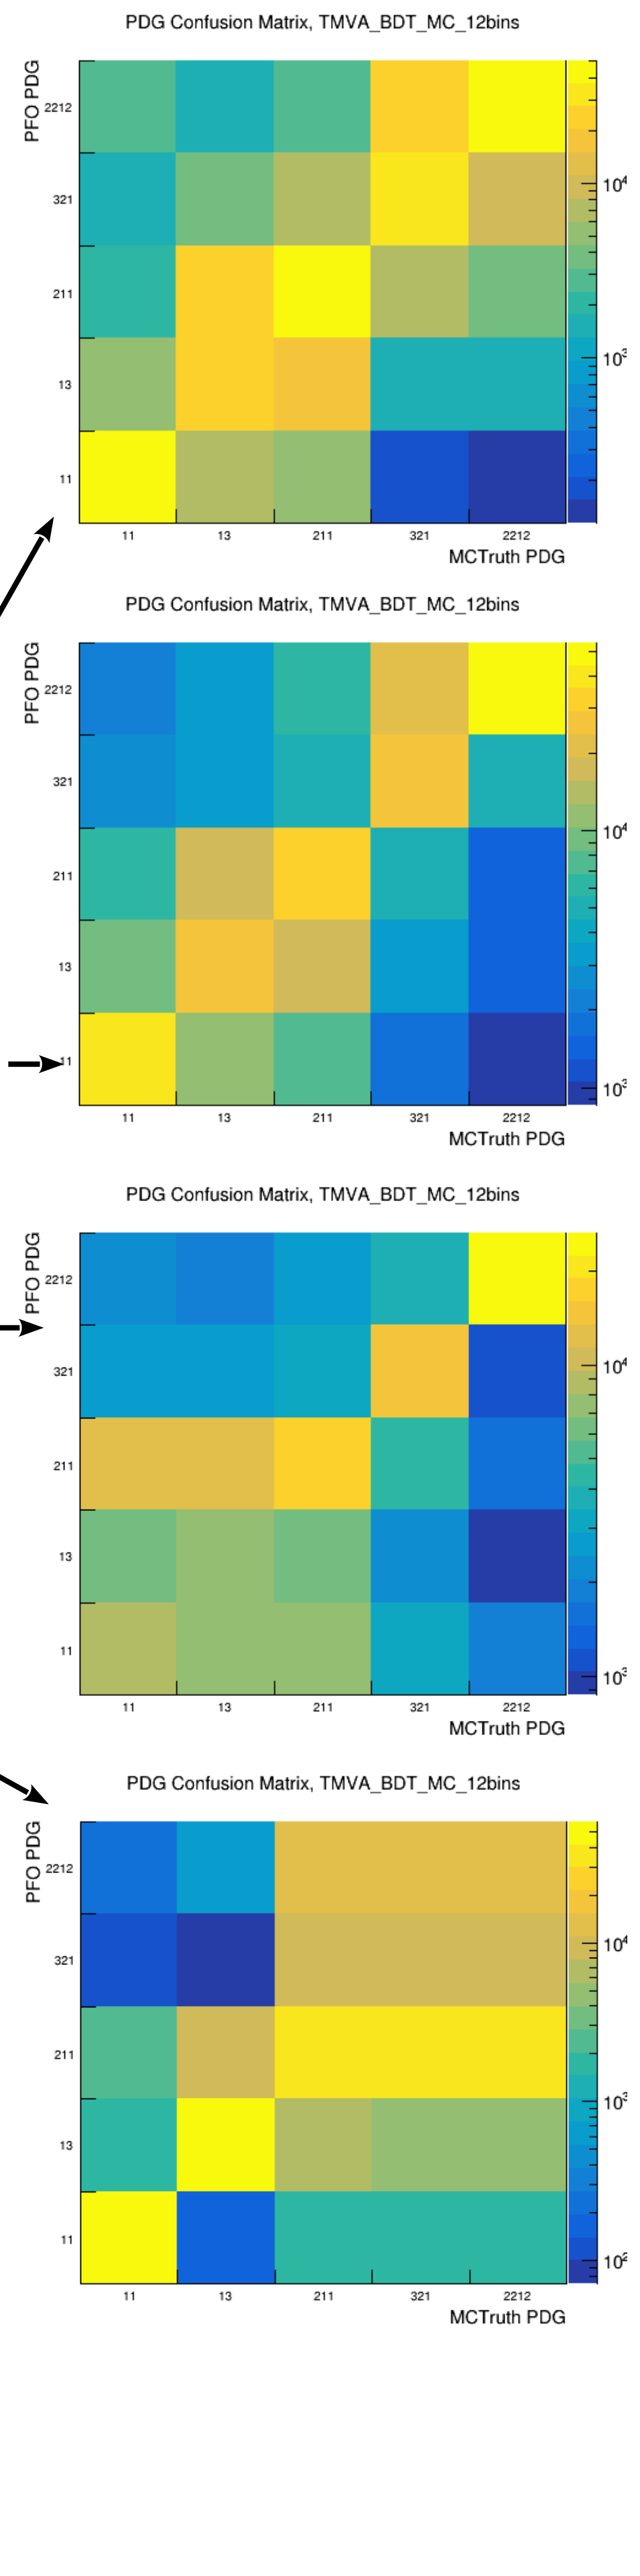 PDG Confusion Matrix, TMVA_BDT_MC_12bins
PFO PDG
2212
321
211
13
11
10⁴
10³
11 13 211 321 2212
MCTruth PDG
PDG Confusion Matrix, TMVA_BDT_MC_12bins
PFO PDG
2212
321
211
13
11
10⁴
10³
11 13 211 321 2212
MCTruth PDG
PDG Confusion Matrix, TMVA_BDT_MC_12bins
PFO PDG
2212
321
211
13
11
10⁴
10³
11 13 211 321 2212
MCTruth PDG
PDG Confusion Matrix, TMVA_BDT_MC_12bins
PFO PDG
2212
321
211
13
11
10⁴
10³
10²
11 13 211 321 2212
MCTruth PDG